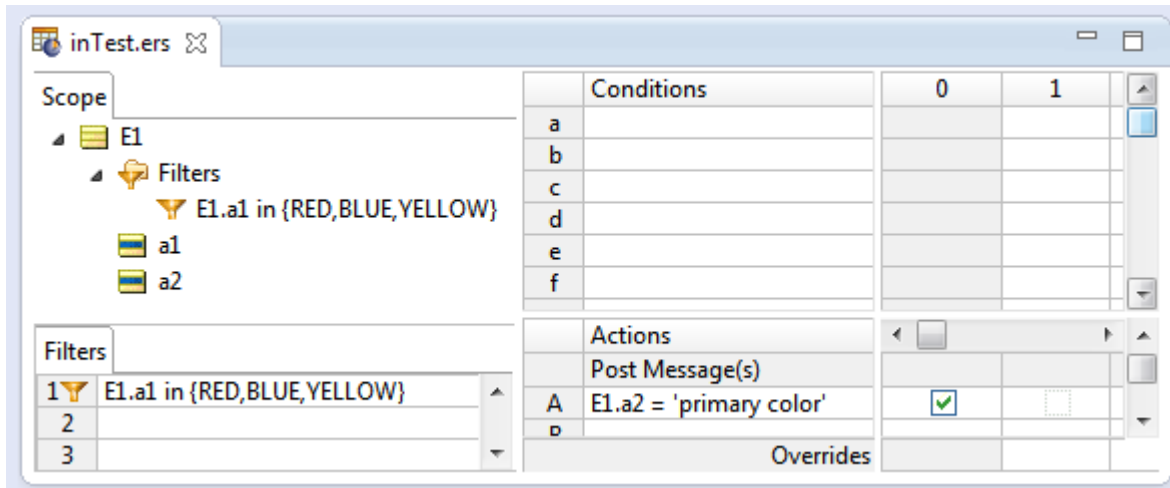 inTest.ers
Scope
E1
Filters
E1.a1 in {RED,BLUE,YELLOW}
a1
a2
Filters
1 E1.a1 in {RED,BLUE,YELLOW}
2
3
Conditions 0 1
a
b
c
d
e
f
Actions
Post Message(s)
A E1.a2 = 'primary color'
Overrides